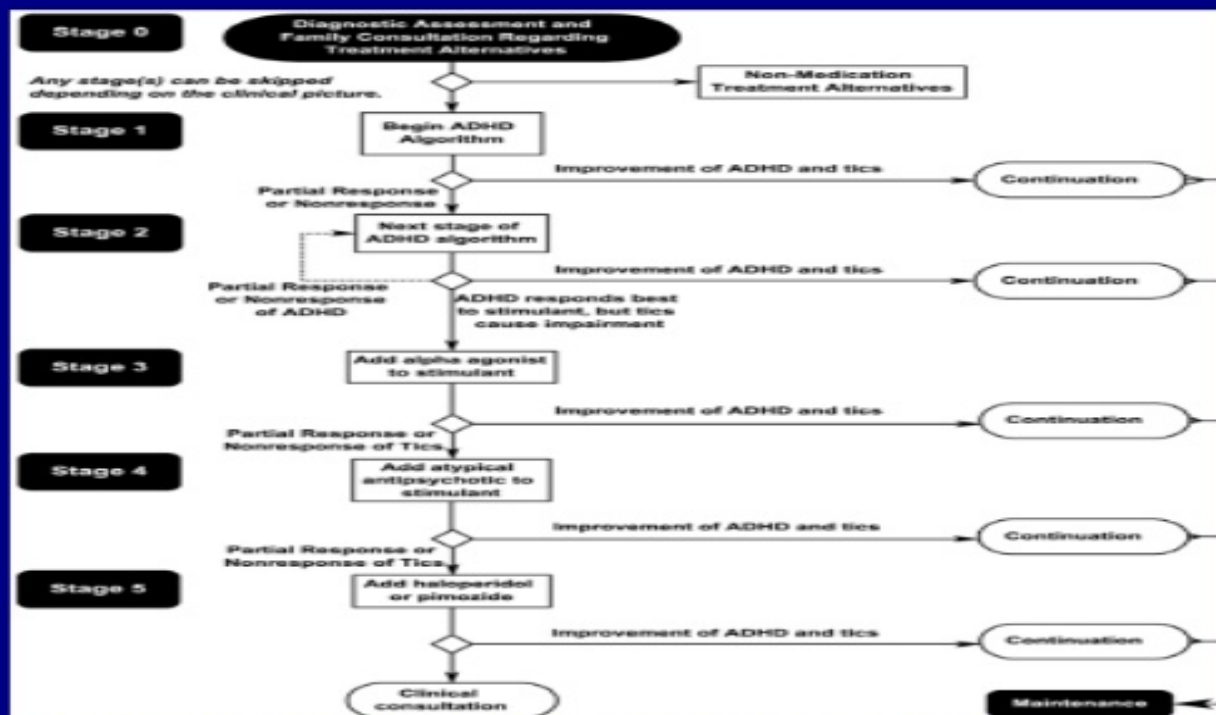 Stage 0
Diagnostic Assessment and
Family Consultation Regarding
Treatment Alternatives
Any stage(s) can be skipped
depending on the clinical picture.
Non-Medication
Treatment Alternatives
Stage 1
Begin ADHD
Algorithm
Improvement of ADHD and tics
Continuation
Partial Response
or Nonresponse
Stage 2
Next stage of
ADHD algorithm
Improvement of ADHD and tics
Continuation
Partial Response
or Nonresponse
of ADHD
ADHD responds best
to stimulant, but tics
cause impairment
Stage 3
Add alpha agonist
to stimulant
Improvement of ADHD and tics
Continuation
Partial Response or
Nonresponse of Tics
Stage 4
Add atypical
antipsychotic to
stimulant
Improvement of ADHD and tics
Continuation
Partial Response or
Nonresponse of Tics
Stage 5
Add haloperidol
or pimozide
Improvement of ADHD and tics
Continuation
Clinical
consultation
Maintenance